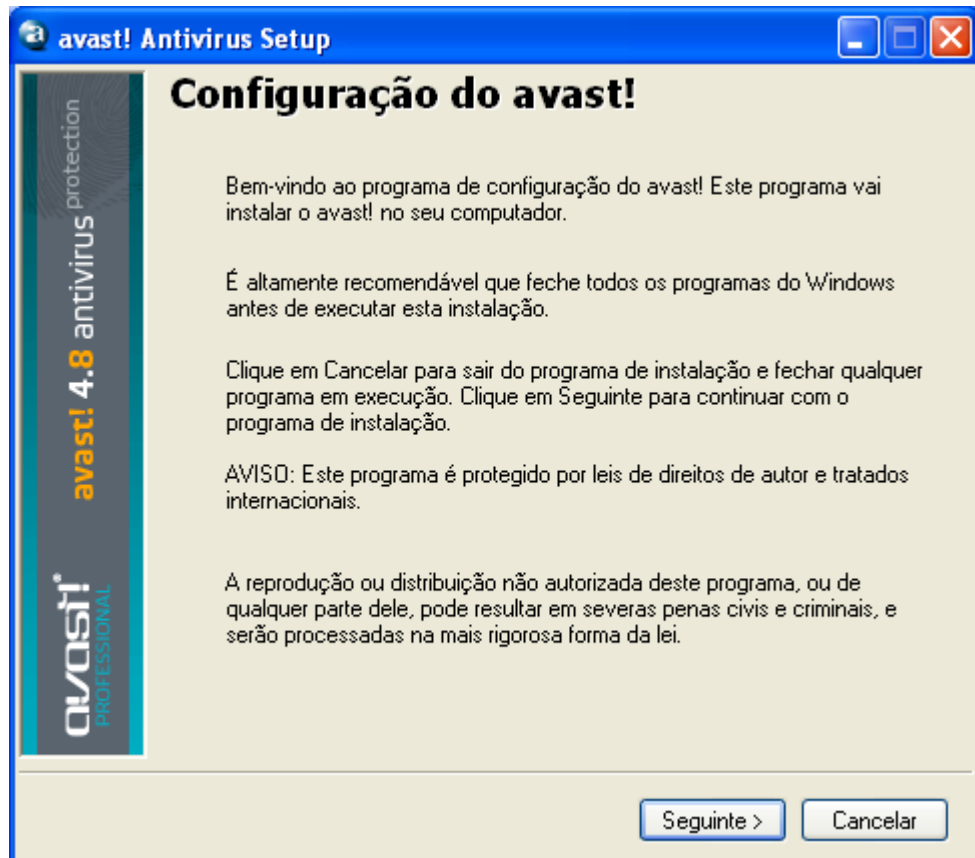 avast! Antivirus Setup
Configuração do avast!
Bem-vindo ao programa de configuração do avast! Este programa vai
instalar o avast! no seu computador.
É altamente recomendável que feche todos os programas do Windows
antes de executar esta instalação.
Clique em Cancelar para sair do programa de instalação e fechar qualquer
programa em execução. Clique em Seguinte para continuar com o
programa de instalação.
AVISO: Este programa é protegido por leis de direitos de autor e tratados
internacionais.
A reprodução ou distribuição não autorizada deste programa, ou de
qualquer parte dele, pode resultar em severas penas civis e criminais, e
serão processadas na mais rigorosa forma da lei.
avast! 4.8 antivirus protection
avast!
PROFESSIONAL
Seguinte >
Cancelar